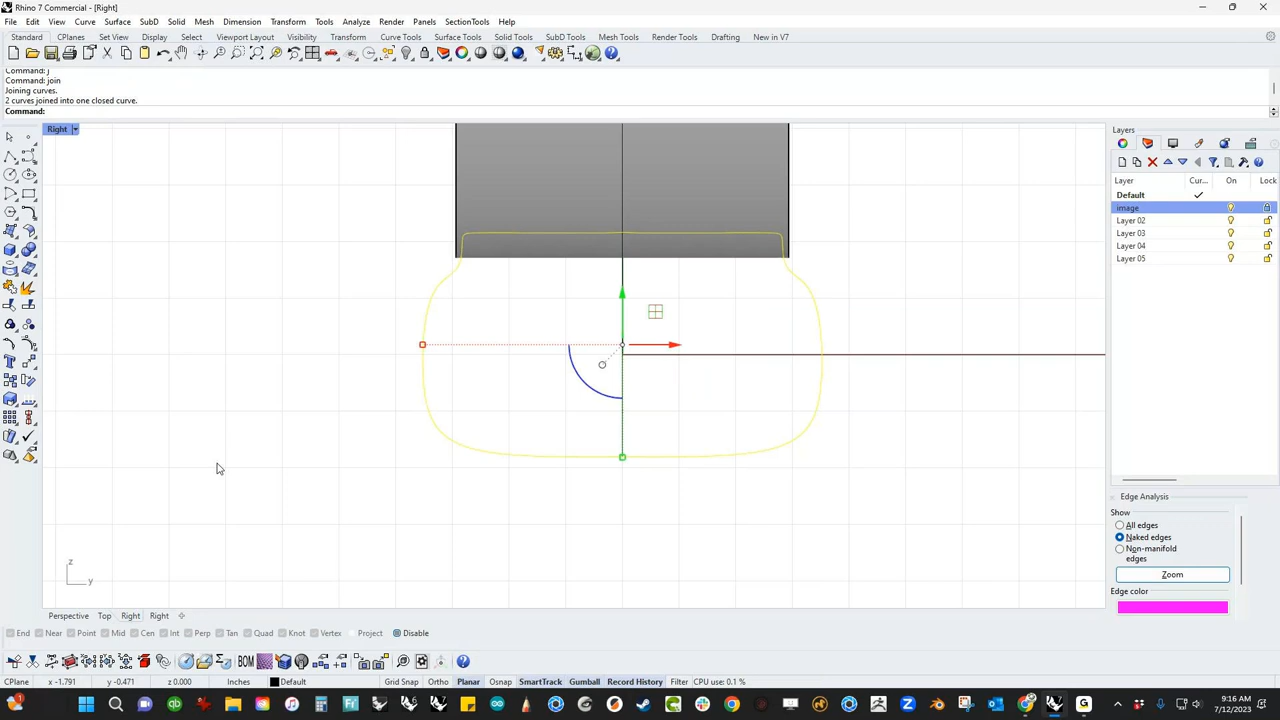 Rhino 7 Commercial - [Right]
File Edit View Curve Surface SubD Solid Mesh Dimension Transform Tools Analyze Render Panels SectionTools Help
Standard CPlanes Set View Display Select Viewport Layout Visibility Transform Curve Tools Surface Tools Solid Tools SubD Tools Mesh Tools Render Tools Drafting New in V7
Command: j
Command: join
Joining curves.
2 curves joined into one closed curve.
Command:
Right
Layers
Layer Cur... On Lock
Default
image
Layer 02
Layer 03
Layer 04
Layer 05
Edge Analysis
Show
All edges
Naked edges
Non-manifold
edges
Zoom
Edge color
z
y
Perspective Top Right Right
End Near Point Mid Cen Int Perp Tan Quad Knot Vertex Project Disable
BOM
CPlane x -1.791 y -0.471 z 0.000 Inches Default Grid Snap Ortho Planar Osnap SmartTrack Gumball Record History Filter CPU use: 0.1 %
9:16 AM
7/12/2023